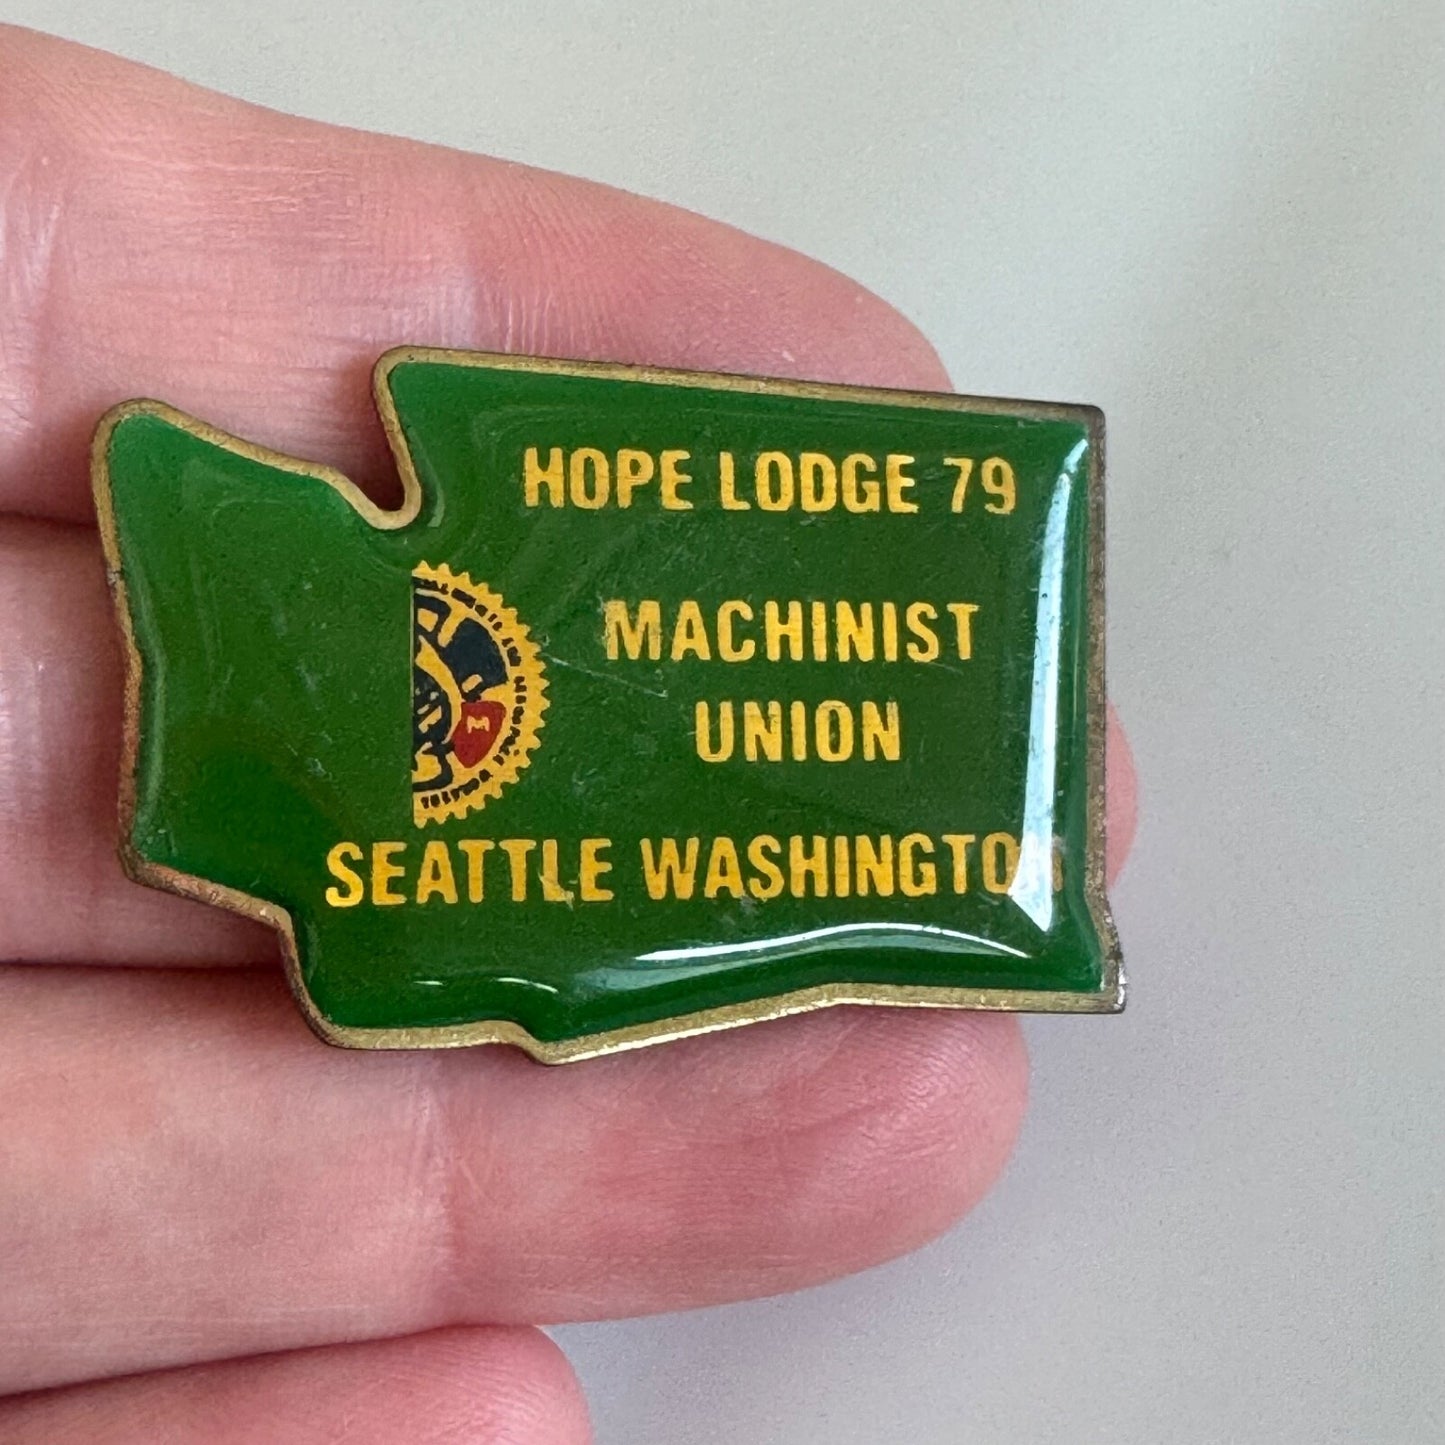 HOPE LODGE 79
MACHINIST
UNION
M
SEATTLE WASHINGTON